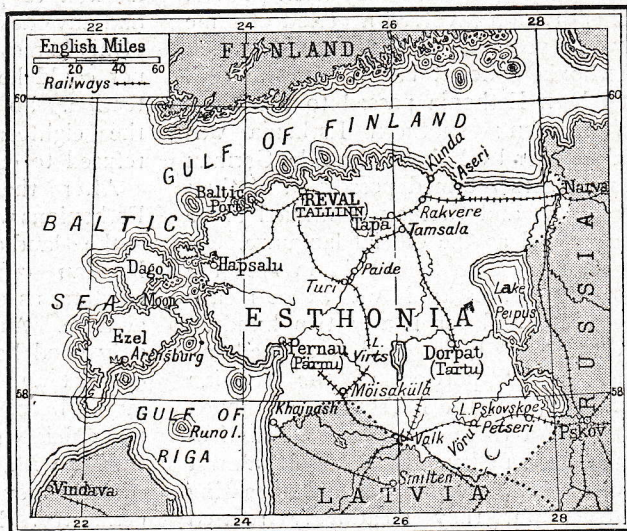 22 24 26 28
English Miles
0 20 40 60
Railways
FINLAND
60 60
GULF OF FINLAND
Kunda
Aseri
Baltic
Port
REVAL
TALLINN
Narva
BALTIC
SEA
Tapa
Rakvere
Tamsala
Hapsalu
Dago
Moon
Paide
Turi
Lake
Peipus
RUSSIA
ESTHONIA
Ezel
Arensburg
Pernau
(Pärnu)
Virts
Dorpat
(Tartu)
58 58
Möisaküla
GULF OF
RIGA
Runo I.
Khainash
L. Pskovskoe
Petseri
Pskov
Võru
Valk
Smilten
Vindava
LATVIA
22 24 26 28